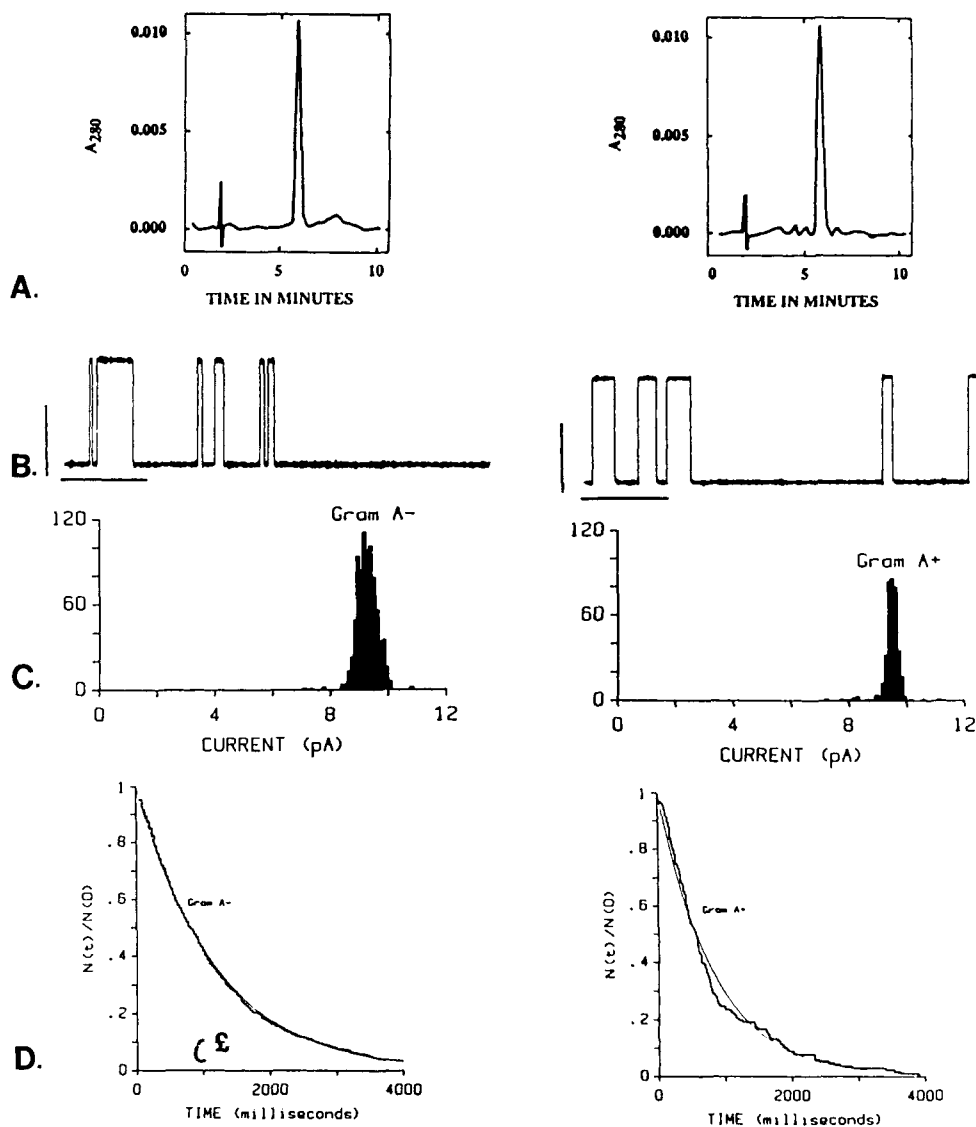 0.010
0.005
0.000
A280
0 5 10
TIME IN MINUTES
0.010
0.005
0.000
A280
0 5 10
TIME IN MINUTES
A.
B.
120
60
0
Gram A-
0 4 8 12
CURRENT (pA)
120
60
0
Gram A+
0 4 8 12
CURRENT (pA)
C.
1
.8
.6
.4
.2
0
N(t)/N(0)
Gram A-
0 2000 4000
TIME (milliseconds)
1
.8
.6
.4
.2
0
N(t)/N(0)
Gram A+
0 2000 4000
TIME (milliseconds)
D.